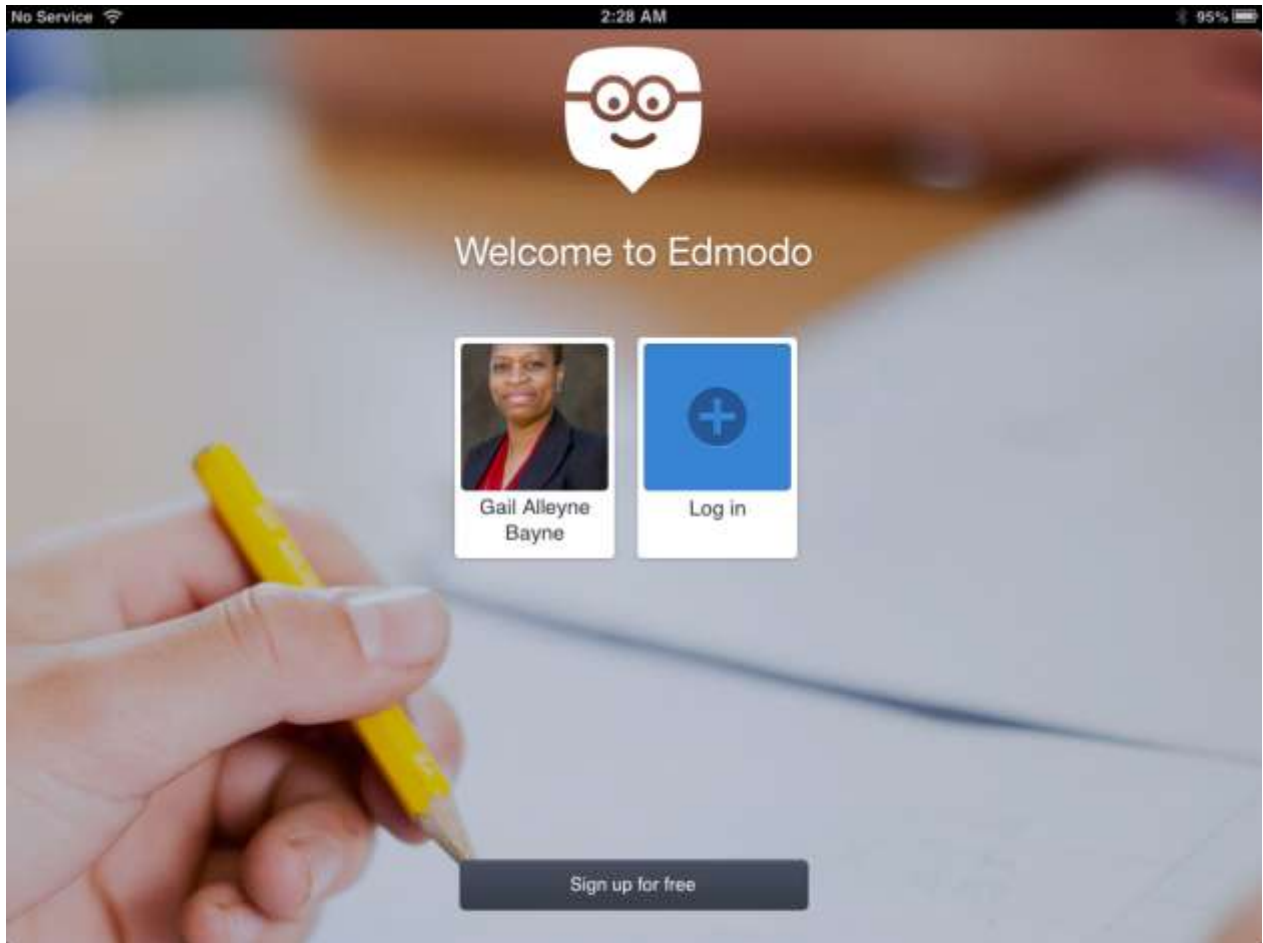 No Service 2:28 AM 95%
Welcome to Edmodo
Gail Alleyne
Bayne
Log in
Sign up for free